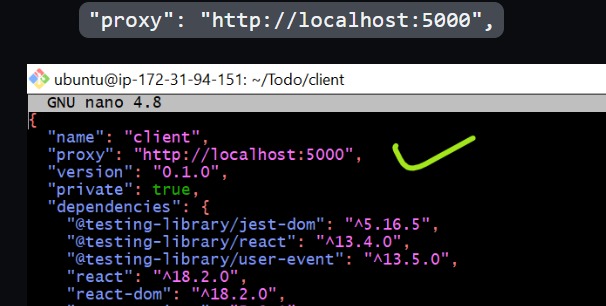 "proxy": "http://localhost:5000",
ubuntu@ip-172-31-94-151: ~/Todo/client
GNU nano 4.8
{
"name": "client",
"proxy": "http://localhost:5000",
"version": "0.1.0",
"private": true,
"dependencies": {
"@testing-library/jest-dom": "^5.16.5",
"@testing-library/react": "^13.4.0",
"@testing-library/user-event": "^13.5.0",
"react": "^18.2.0",
"react-dom": "^18.2.0",